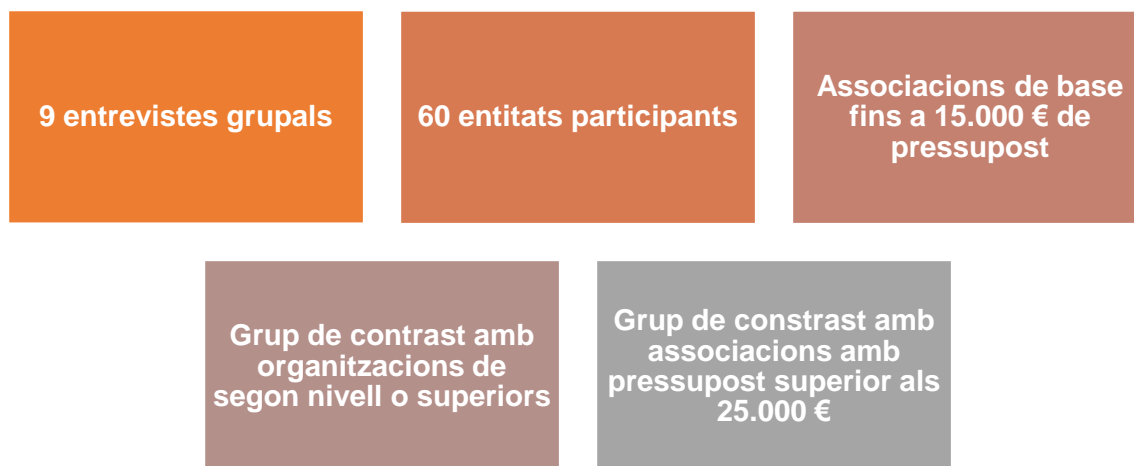 9 entrevistes grupals
60 entitats participants
Associacions de base
fins a 15.000 € de
pressupost
Grup de contrast amb
organitzacions de
segon nivell o superiors
Grup de constrast amb
associacions amb
pressupost superior als
25.000 €